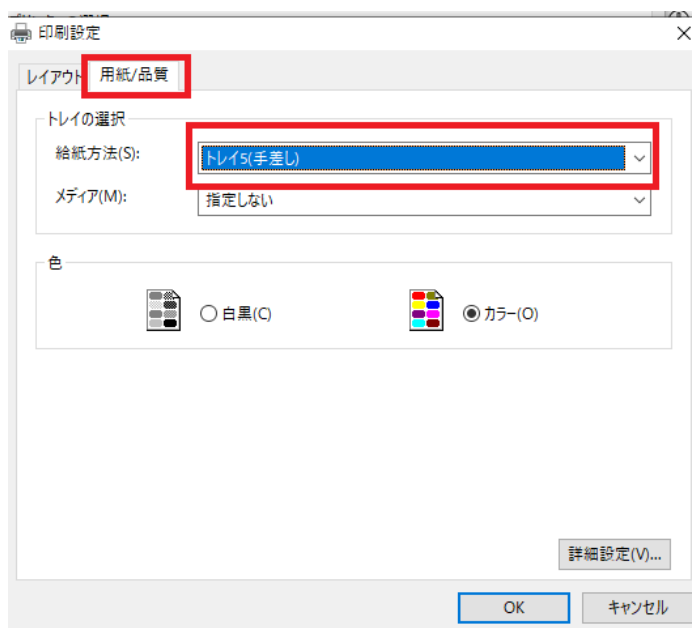 印刷設定
レイアウト 用紙/品質
トレイの選択
給紙方法(S): トレイ5(手差し)
メディア(M): 指定しない
色
白黒(C) カラー(O)
詳細設定(V)...
OK キャンセル